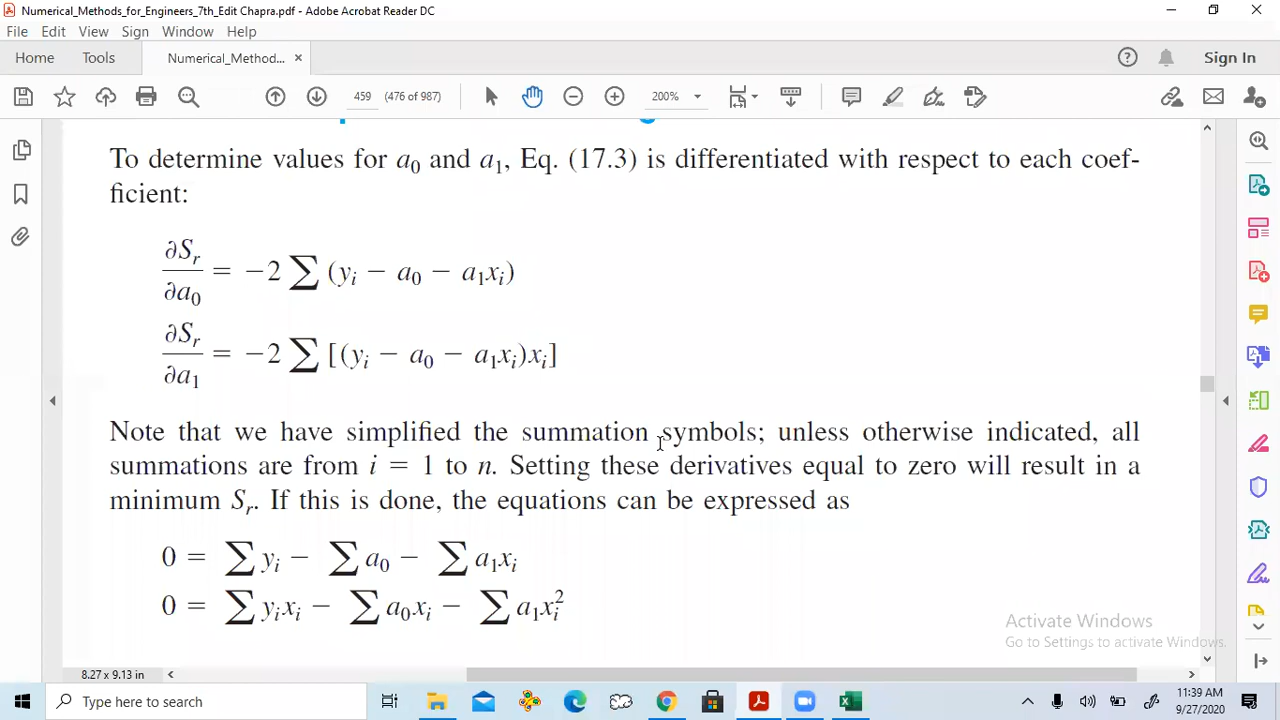 Numerical_Methods_for_Engineers_7th_Edit Chapra.pdf - Adobe Acrobat Reader DC
File Edit View Sign Window Help
Home Tools Numerical_Method... × Sign In
459 (476 of 987) 200%
To determine values for a₀ and a₁, Eq. (17.3) is differentiated with respect to each coef-
ficient:
∂Sᵣ/∂a₀ = −2 ∑ (yᵢ − a₀ − a₁xᵢ)
∂Sᵣ/∂a₁ = −2 ∑ [(yᵢ − a₀ − a₁xᵢ)xᵢ]
Note that we have simplified the summation symbols; unless otherwise indicated, all
summations are from i = 1 to n. Setting these derivatives equal to zero will result in a
minimum Sᵣ. If this is done, the equations can be expressed as
0 = ∑ yᵢ − ∑ a₀ − ∑ a₁xᵢ
0 = ∑ yᵢxᵢ − ∑ a₀xᵢ − ∑ a₁xᵢ²
Activate Windows
Go to Settings to activate Windows.
8.27 x 9.13 in
Type here to search
11:39 AM
9/27/2020